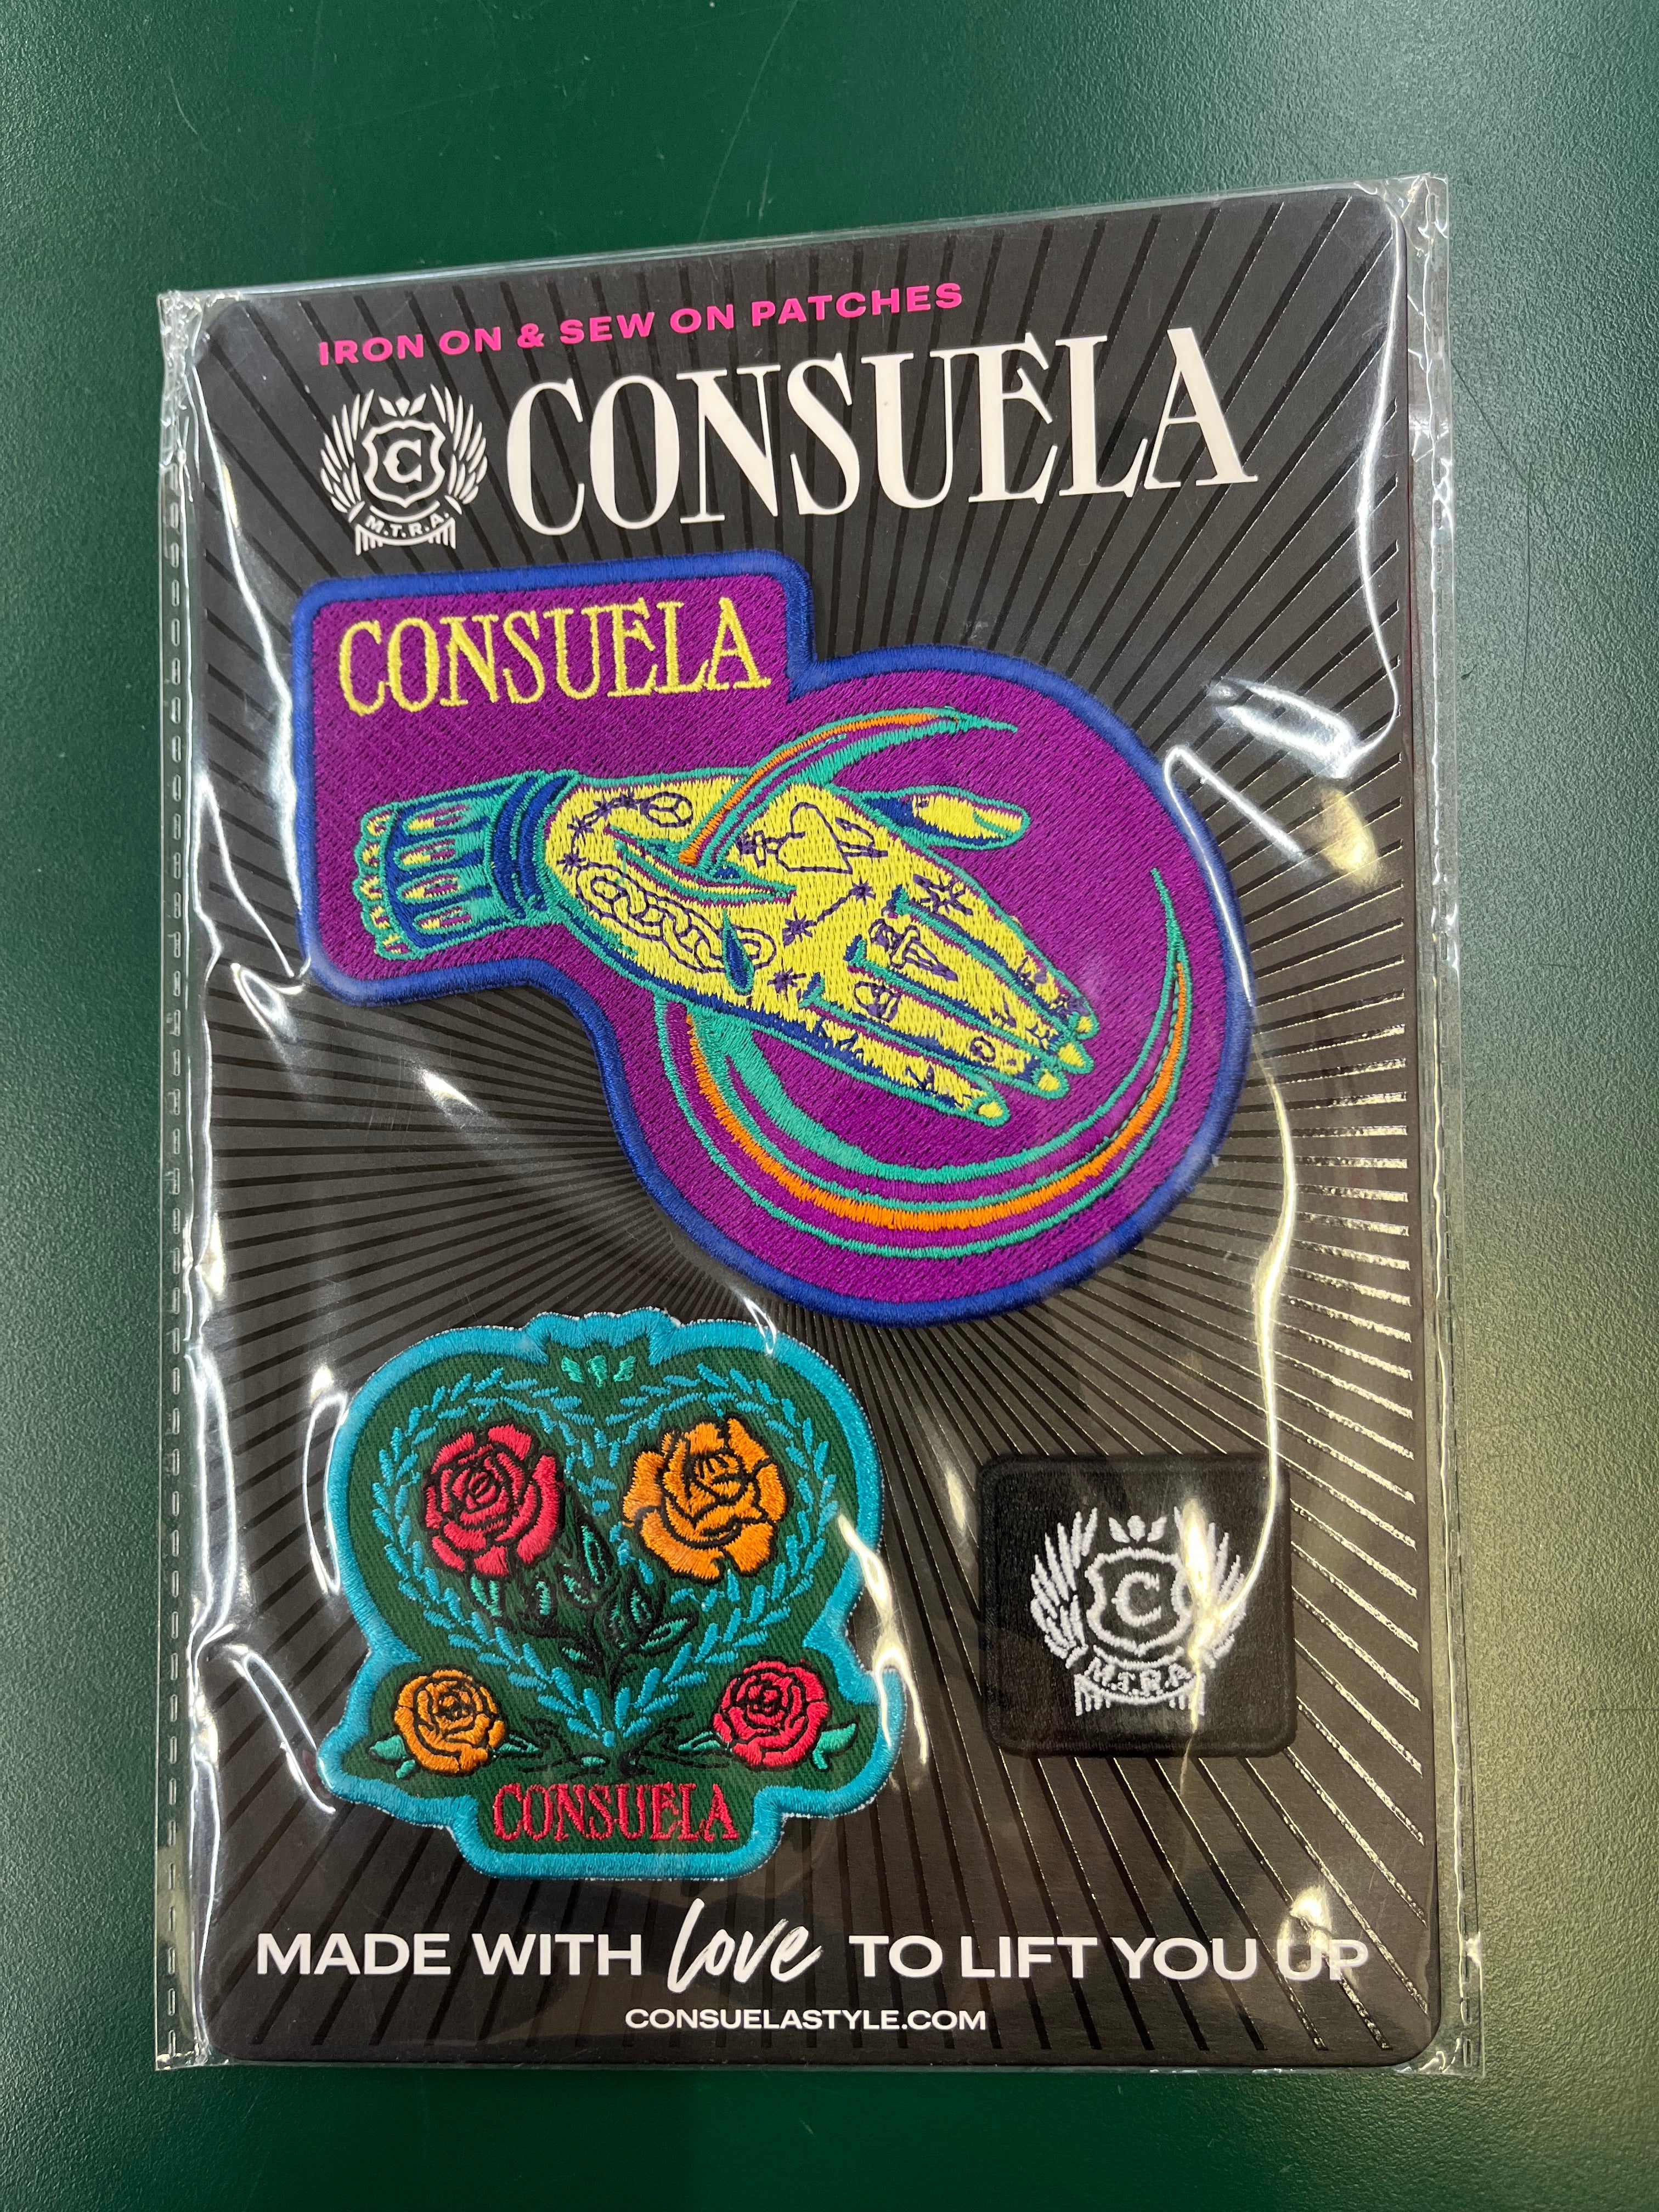 IRON ON & SEW ON PATCHES
C
M.T.R.A.
CONSUELA
CONSUELA
CONSUELA
C
M.T.R.A.
MADE WITH love TO LIFT YOU UP
CONSUELASTYLE.COM